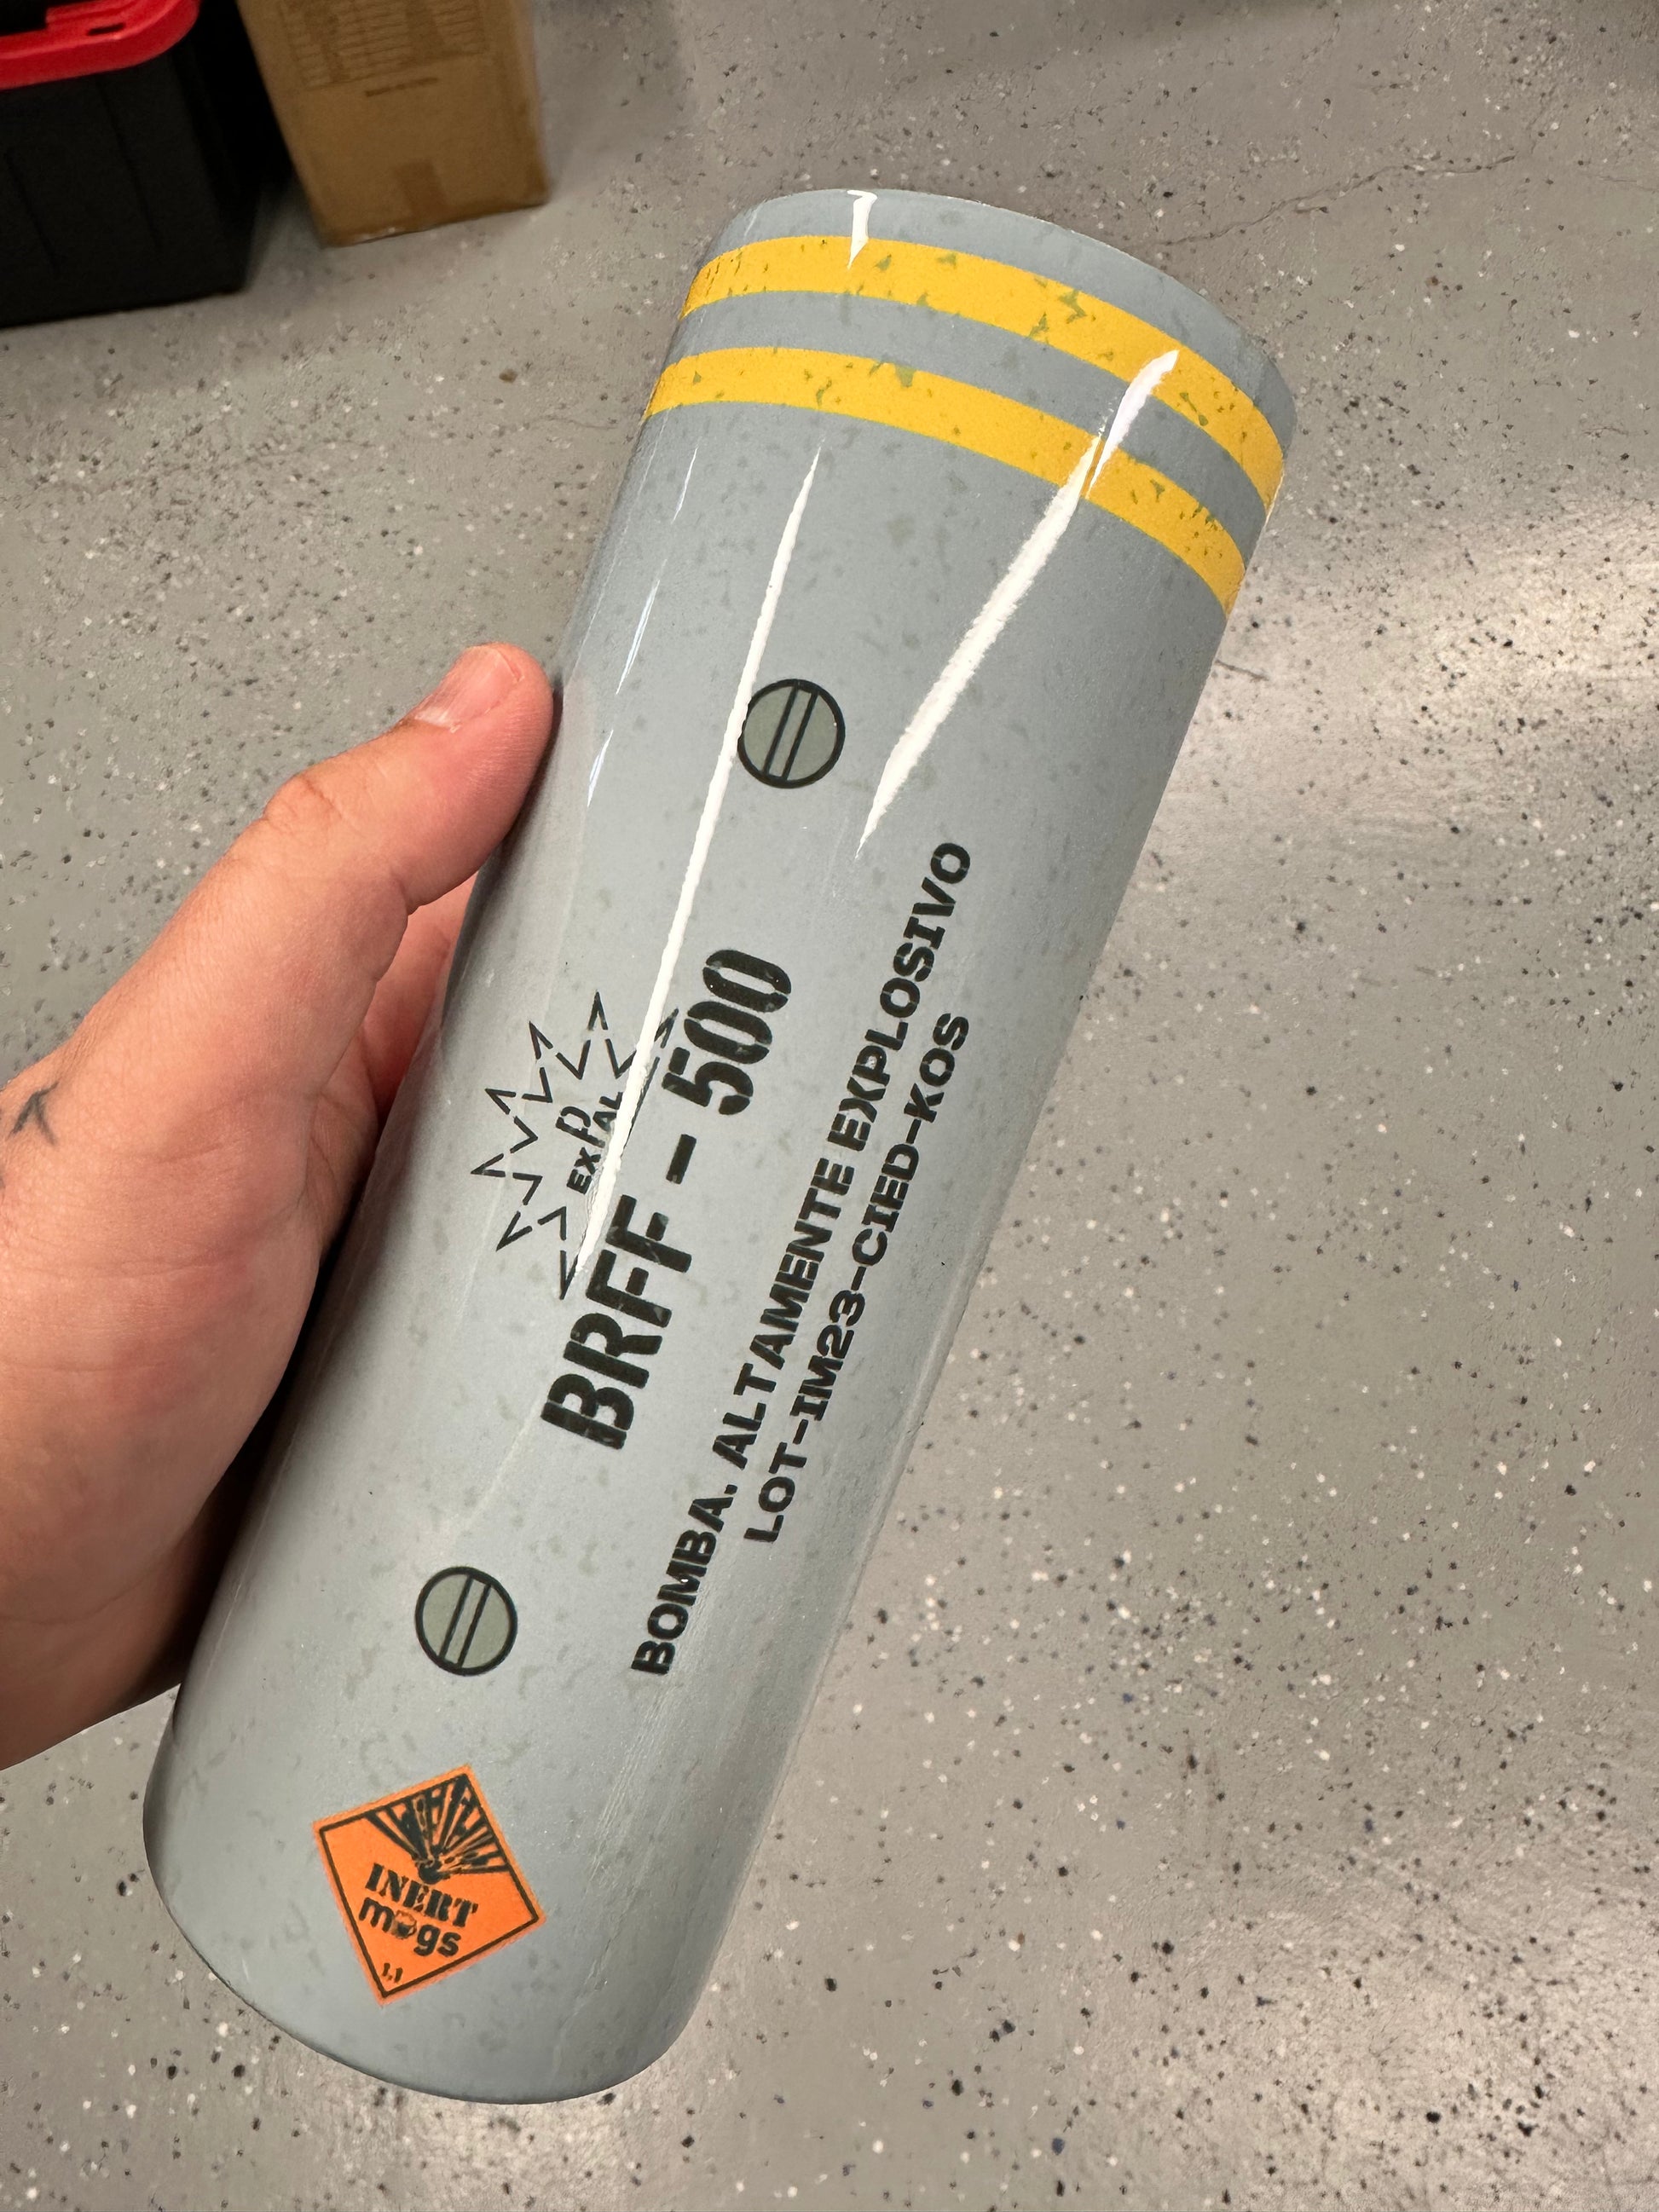 EXPAL
BRFF - 500
BOMBA. ALTAMENTE EXPLOSIVO
LOT-IM23-CIED-KOS
INERT
mugs
1.1